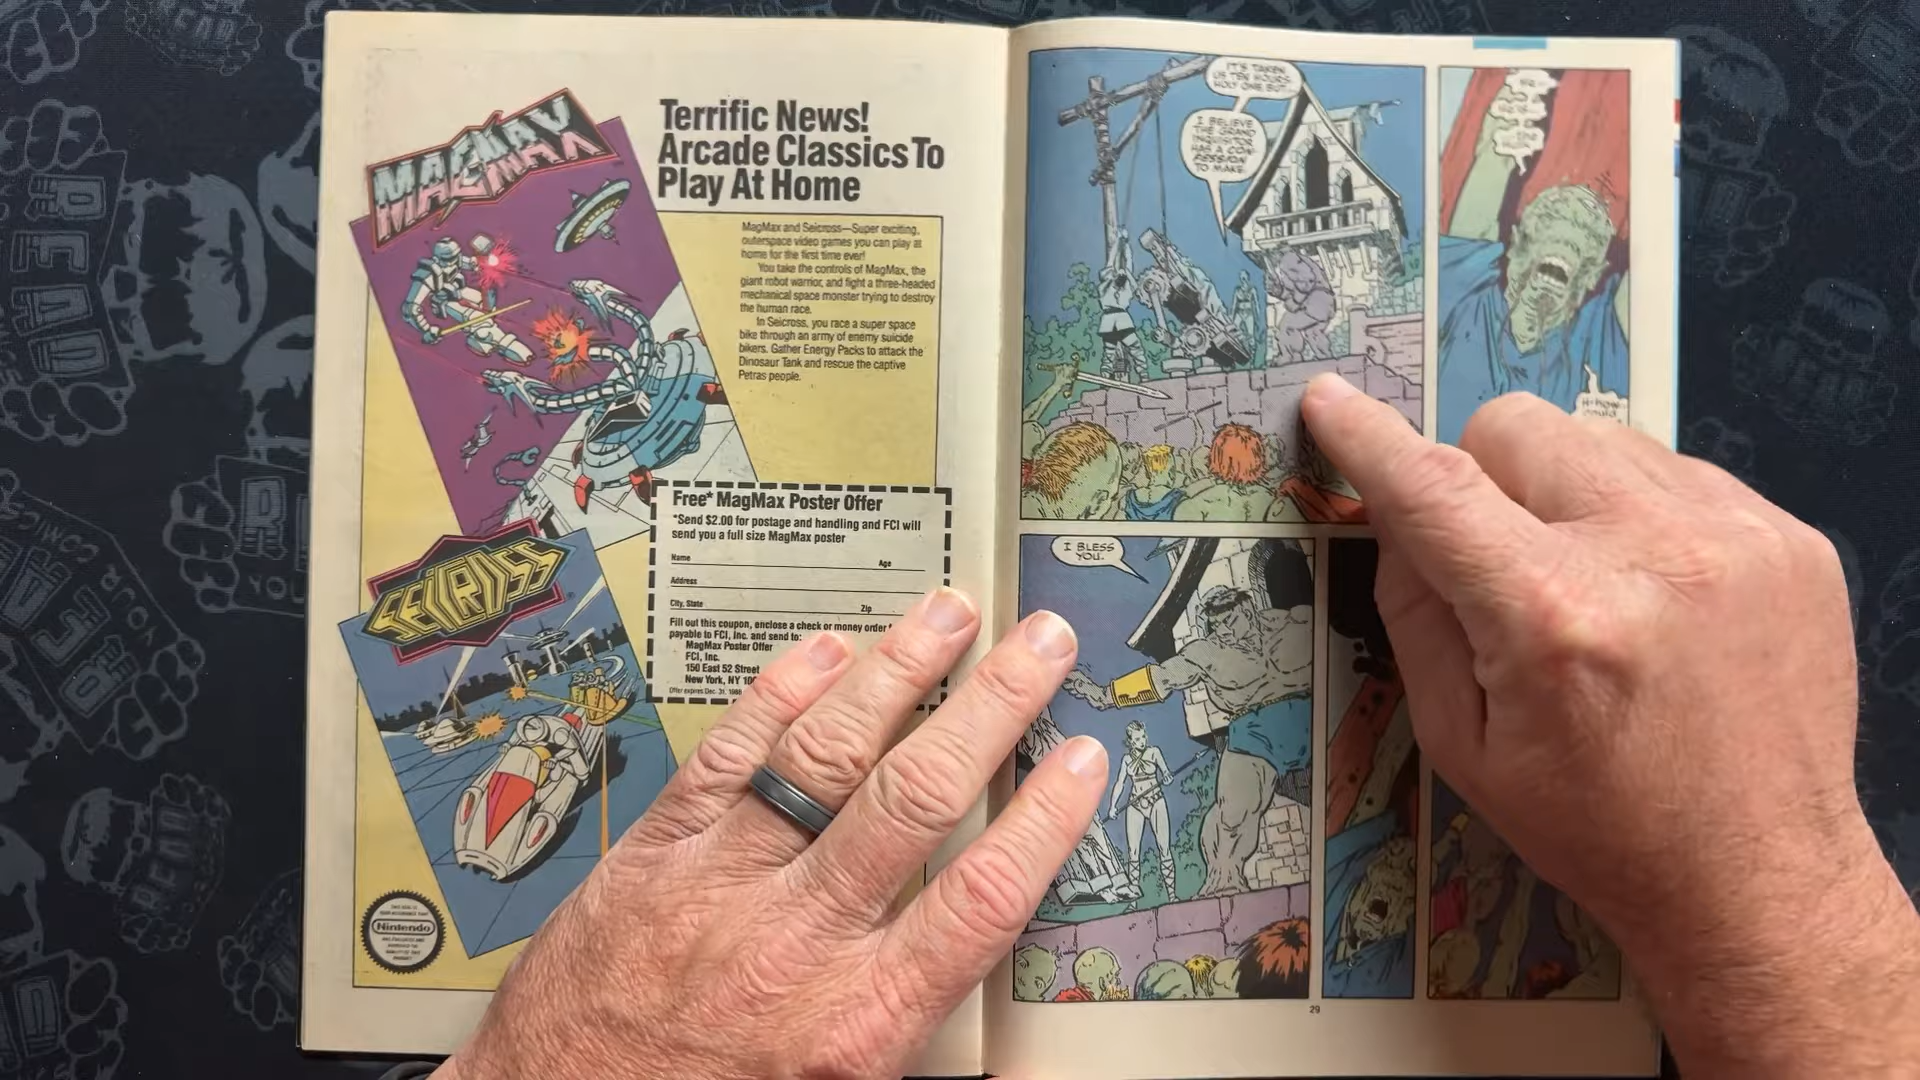 MAGMAX
Terrific News!
Arcade Classics To
Play At Home
MagMax and Seicross—Super exciting,
outerspace video games you can play at
home for the first time ever!
You take the controls of MagMax, the
giant robot warrior, and fight a three-headed
mechanical space monster trying to destroy
the human race.
In Seicross, you race a super space
bike through an army of enemy suicide
bikers. Gather Energy Packs to attack the
Dinosaur Tank and rescue the captive
Petras people.
Free* MagMax Poster Offer
*Send $2.00 for postage and handling and FCI will
send you a full size MagMax poster
Name Age
Address
City, State Zip
Fill out this coupon, enclose a check or money order
payable to FCI, Inc. and send to:
MagMax Poster Offer
FCI, Inc.
150 East 52 Street
New York, NY
Offer expires Dec. 31, 1988
SEICROSS
Nintendo
IT'S TAKEN
US TEN HOURS,
HOLY ONE, BUT...
I BELIEVE
THE GRAND
INQUISITOR
HAS A CON-
FESSION
TO MAKE.
H-how
could
I BLESS
YOU.
29